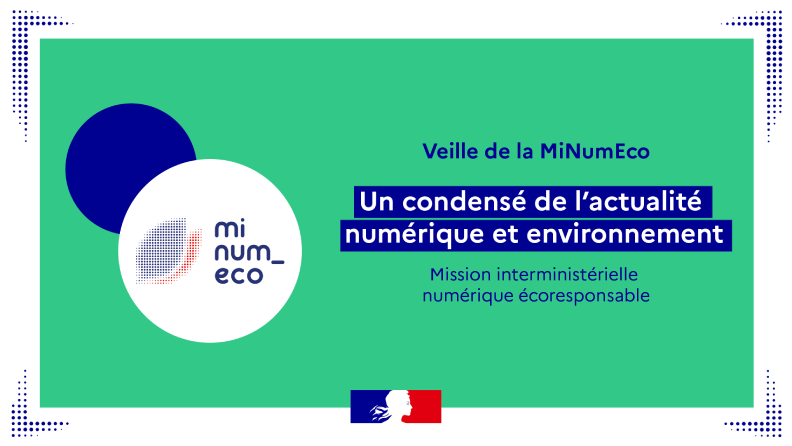 Veille de la MiNumEco
Un condensé de l’actualité
numérique et environnement
Mission interministérielle
numérique écoresponsable
mi
num_
eco